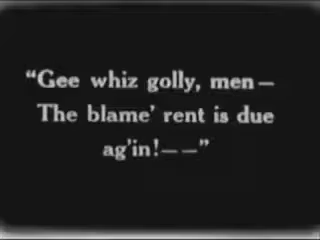 “Gee whiz golly, men—
The blame’ rent is due
ag’in!——”